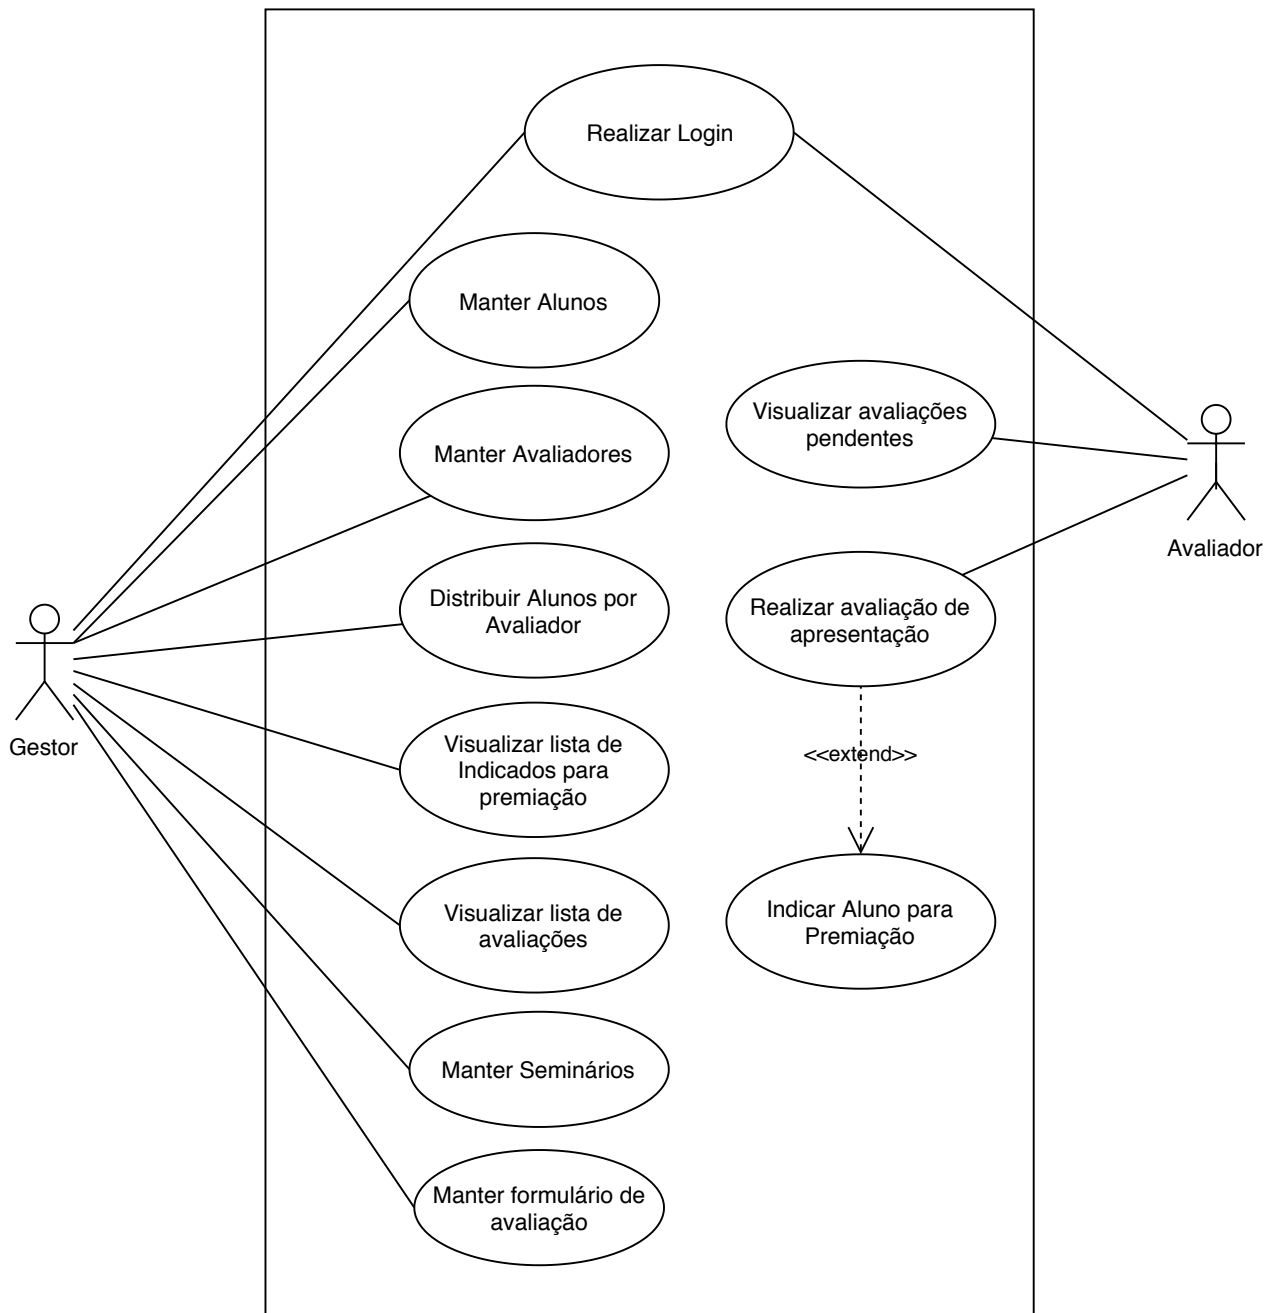 Realizar Login
Manter Alunos
Manter Avaliadores
Visualizar avaliações
pendentes
Avaliador
Distribuir Alunos por
Avaliador
Realizar avaliação de
apresentação
Gestor
Visualizar lista de
Indicados para
premiação
<<extend>>
Visualizar lista de
avaliações
Indicar Aluno para
Premiação
Manter Seminários
Manter formulário de
avaliação